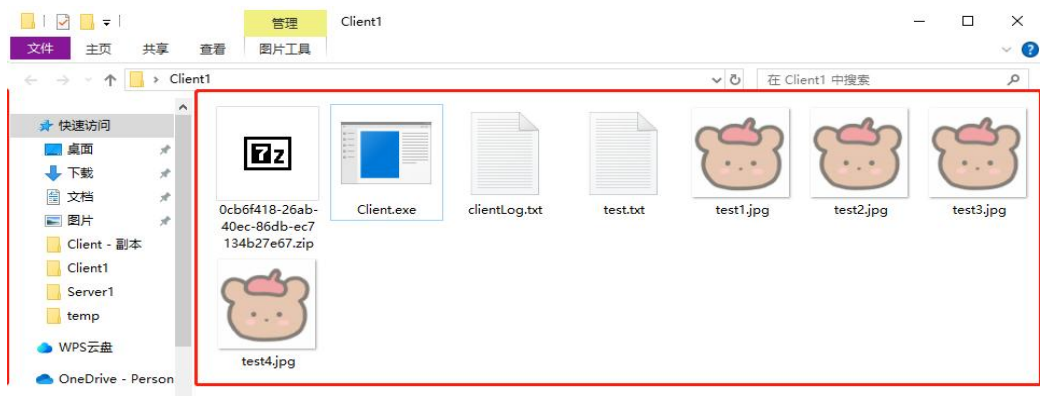 管理
Client1
文件
主页
共享
查看
图片工具
Client1
在 Client1 中搜索
快速访问
桌面
下载
文档
图片
Client - 副本
Client1
Server1
temp
WPS云盘
OneDrive - Person
7z
0cb6f418-26ab-
40ec-86db-ec7
134b27e67.zip
Client.exe
clientLog.txt
test.txt
test1.jpg
test2.jpg
test3.jpg
test4.jpg